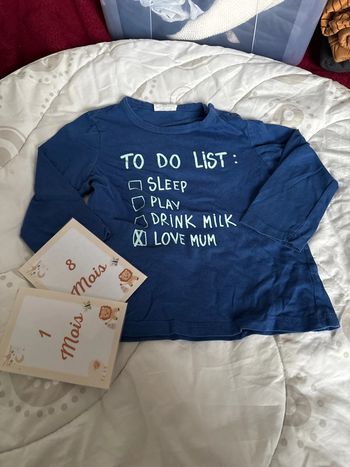 TO DO LIST:
SLEEP
PLAY
DRINK MILK
LOVE MUM
8
Mois
1
Mois